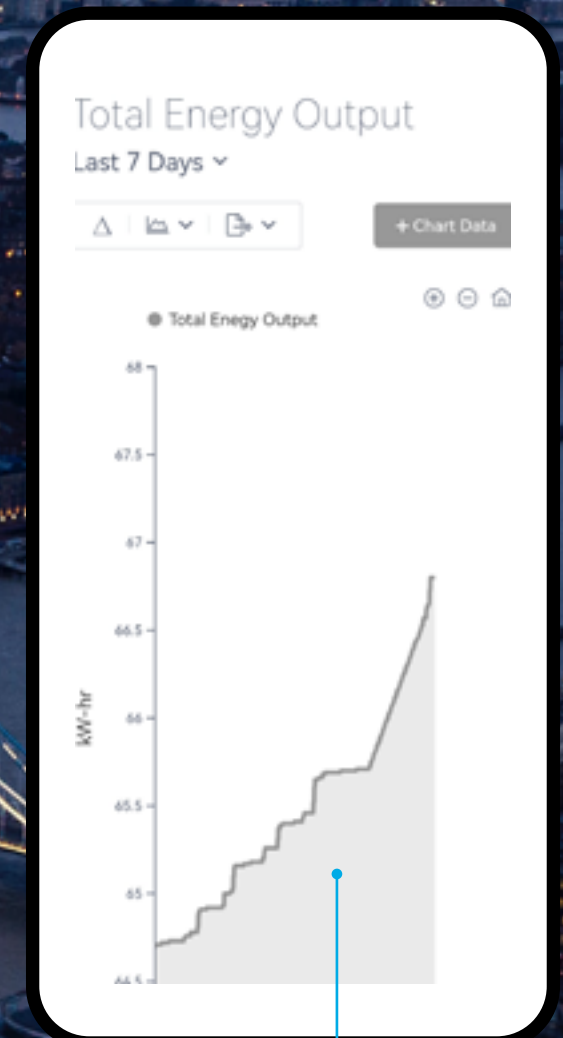 Total Energy Output
Last 7 Days
+ Chart Data
Total Enegy Output
68
67.5
67
66.5
66
65.5
65
kW-hr